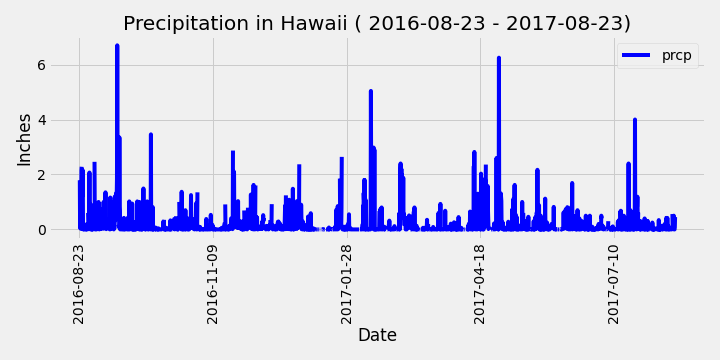 Precipitation in Hawaii ( 2016-08-23 - 2017-08-23)
prcp
6
4
2
0
Inches
2016-08-23
2016-11-09
2017-01-28
2017-04-18
2017-07-10
Date